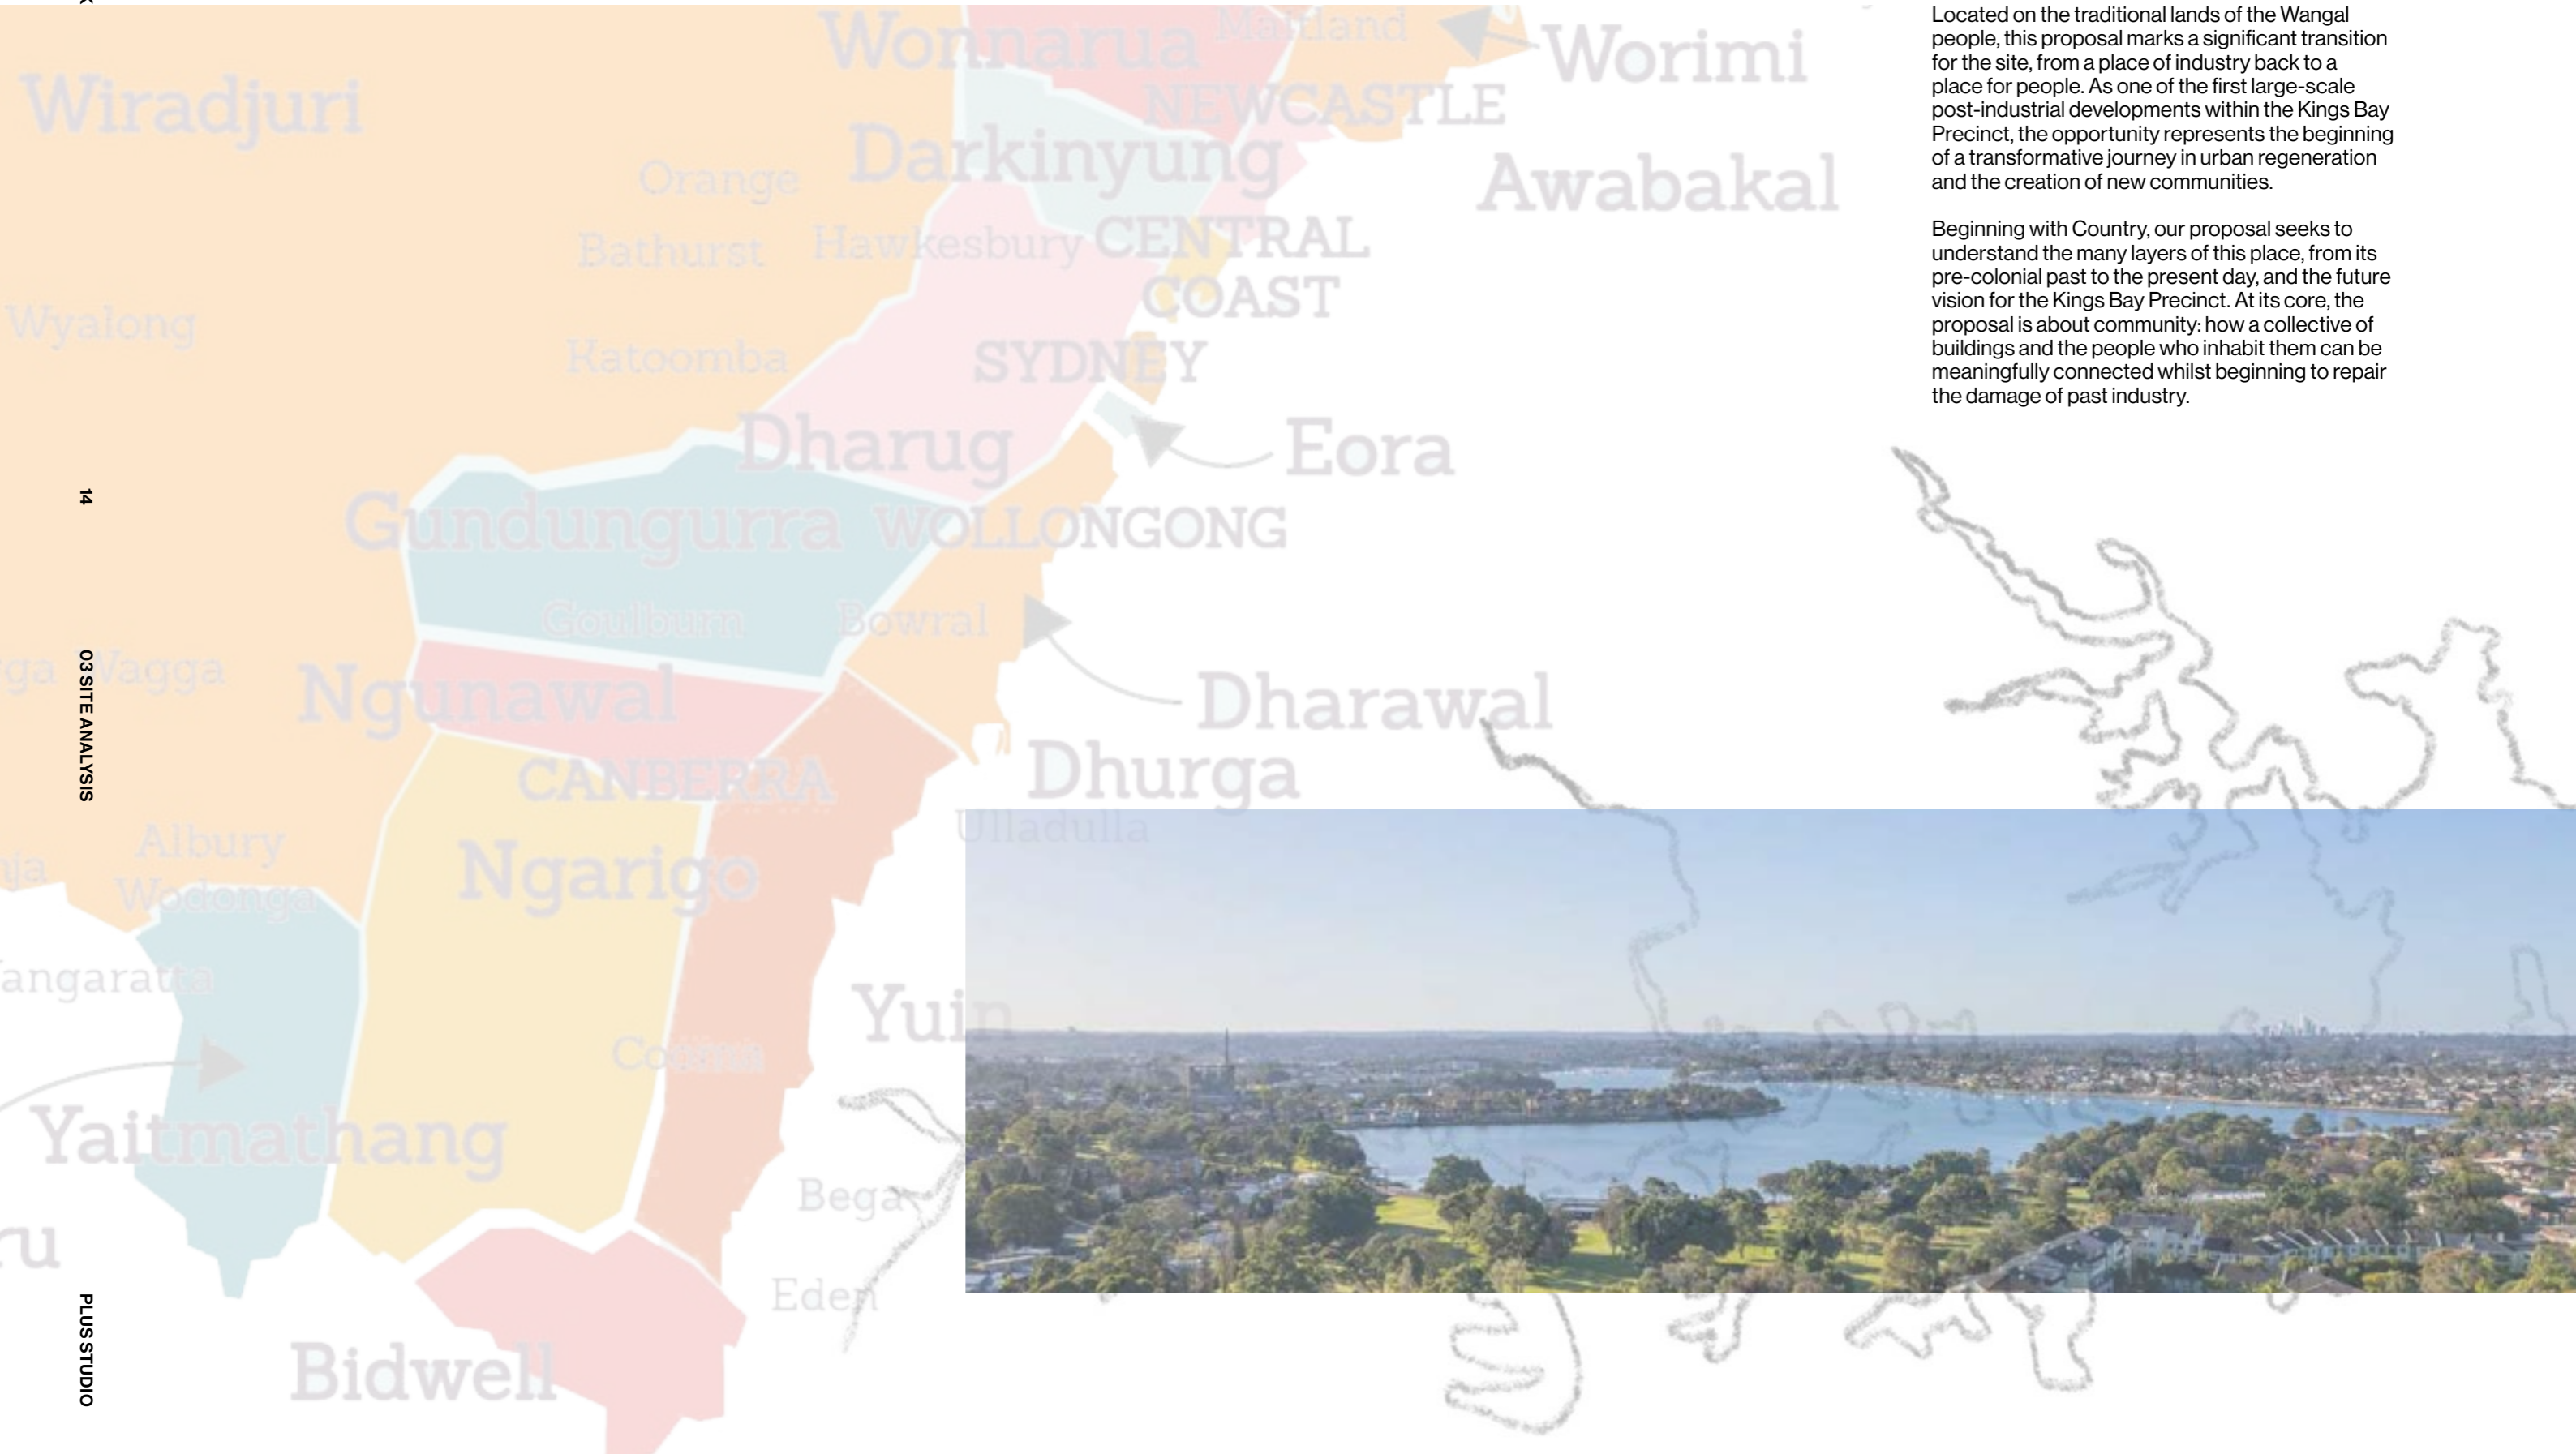 Located on the traditional lands of the Wangal
people, this proposal marks a significant transition
for the site, from a place of industry back to a
place for people. As one of the first large-scale
post-industrial developments within the Kings Bay
Precinct, the opportunity represents the beginning
of a transformative journey in urban regeneration
and the creation of new communities.
Beginning with Country, our proposal seeks to
understand the many layers of this place, from its
pre-colonial past to the present day, and the future
vision for the Kings Bay Precinct. At its core, the
proposal is about community: how a collective of
buildings and the people who inhabit them can be
meaningfully connected whilst beginning to repair
the damage of past industry.
Wonnarua
Maitland
Worimi
Wiradjuri
NEWCASTLE
Darkinyung
Awabakal
Orange
Bathurst
Hawkesbury
CENTRAL
COAST
Wyalong
Katoomba
SYDNEY
Dharug
Eora
Gundungurra
WOLLONGONG
Goulburn
Bowral
Wagga
Ngunawal
Dharawal
CANBERRA
Dhurga
Ulladulla
Albury
Wodonga
Ngarigo
angaratta
Yuin
Cooma
Yaitmathang
Bega
Eden
Bidwell
14
03 SITE ANALYSIS
PLUS STUDIO